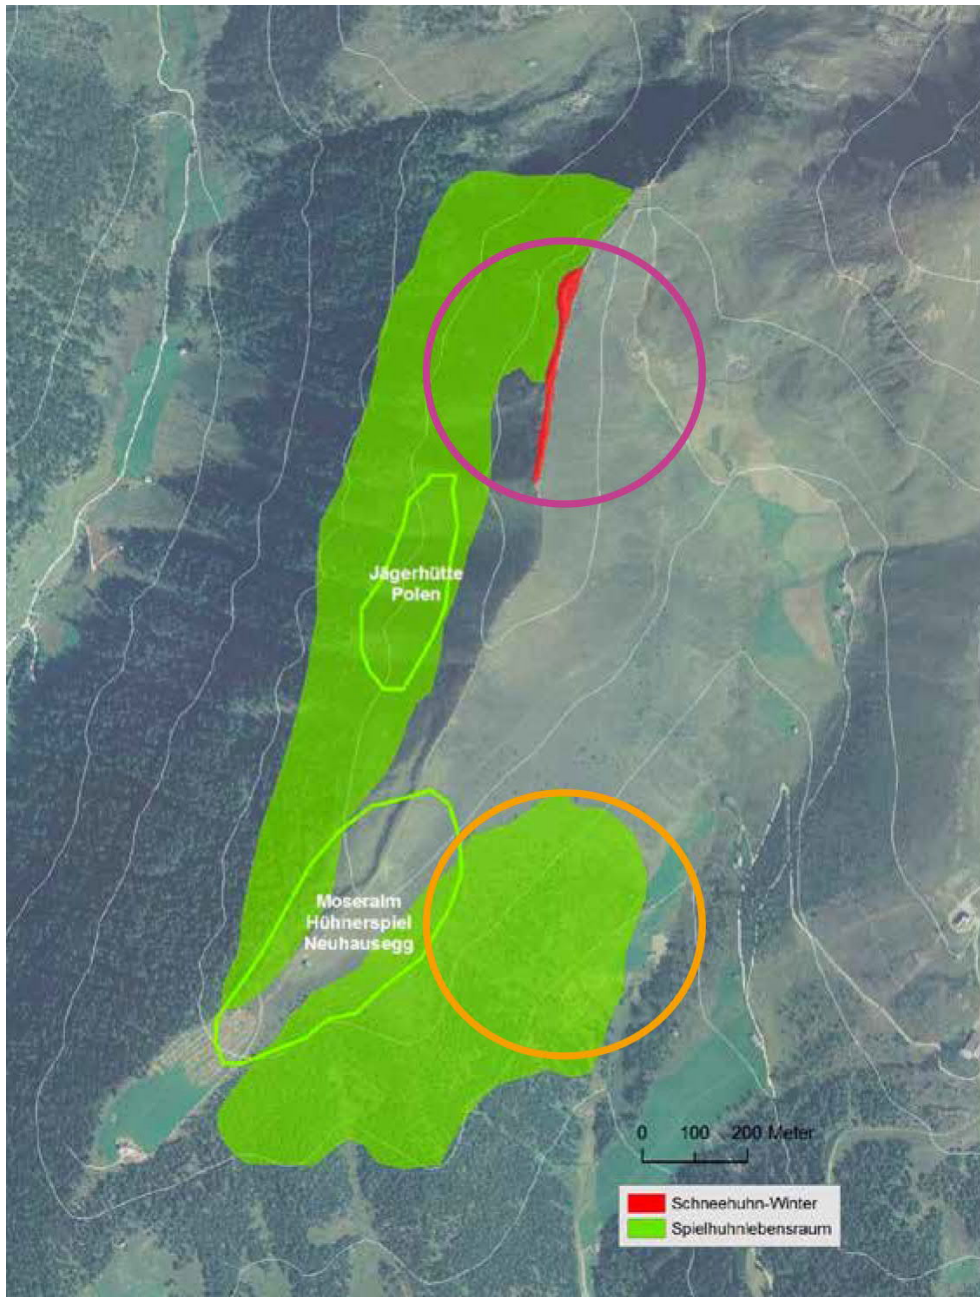 Jägerhütte
Polen
Moseralm
Hühnerspiel
Neuhausegg
0 100 200 Meter
Schneehuhn-Winter
Spielhuhnlebensraum